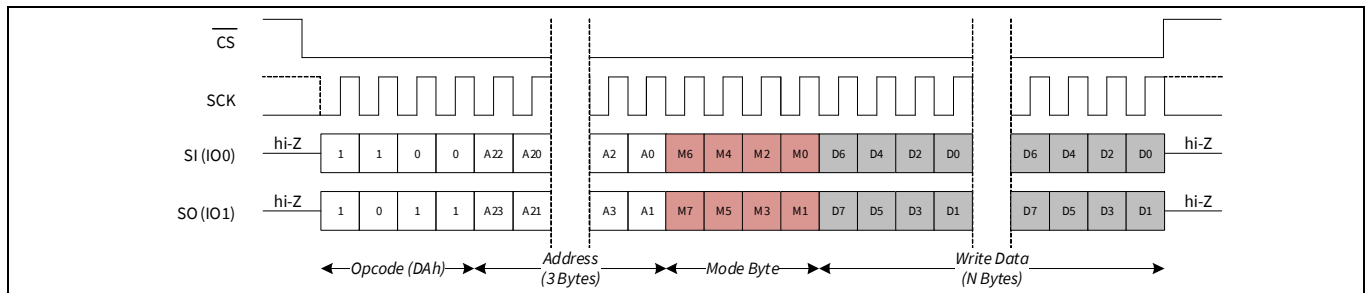 CS
SCK
SI (IO0) hi-Z 1 1 0 0 A22 A20 A2 A0 M6 M4 M2 M0 D6 D4 D2 D0 D6 D4 D2 D0 hi-Z
SO (IO1) hi-Z 1 0 1 1 A23 A21 A3 A1 M7 M5 M3 M1 D7 D5 D3 D1 D7 D5 D3 D1 hi-Z
Opcode (DAh) Address Mode Byte Write Data
(3 Bytes) (N Bytes)